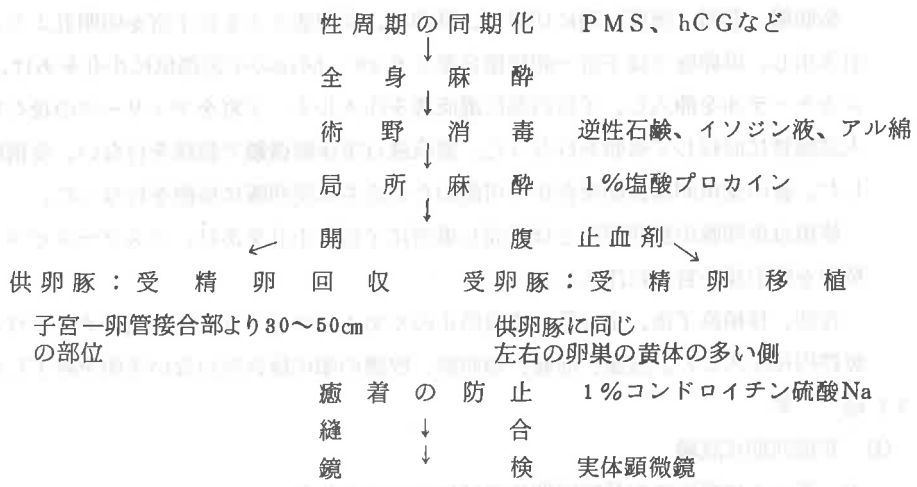 性周期の同期化 PMS、hCGなど
↓
全身麻酔
↓
術野消毒 逆性石鹸、イソジン液、アル綿
↓
局所麻酔 1%塩酸プロカイン
↓
開腹 止血剤
↙ ↘
供卵豚：受精卵回収 受卵豚：受精卵移植
子宮－卵管接合部より30～50㎝ 供卵豚に同じ
の部位 左右の卵巣の黄体の多い側
癒着の防止 1%コンドロイチン硫酸Na
縫↓合
鏡↓検 実体顕微鏡